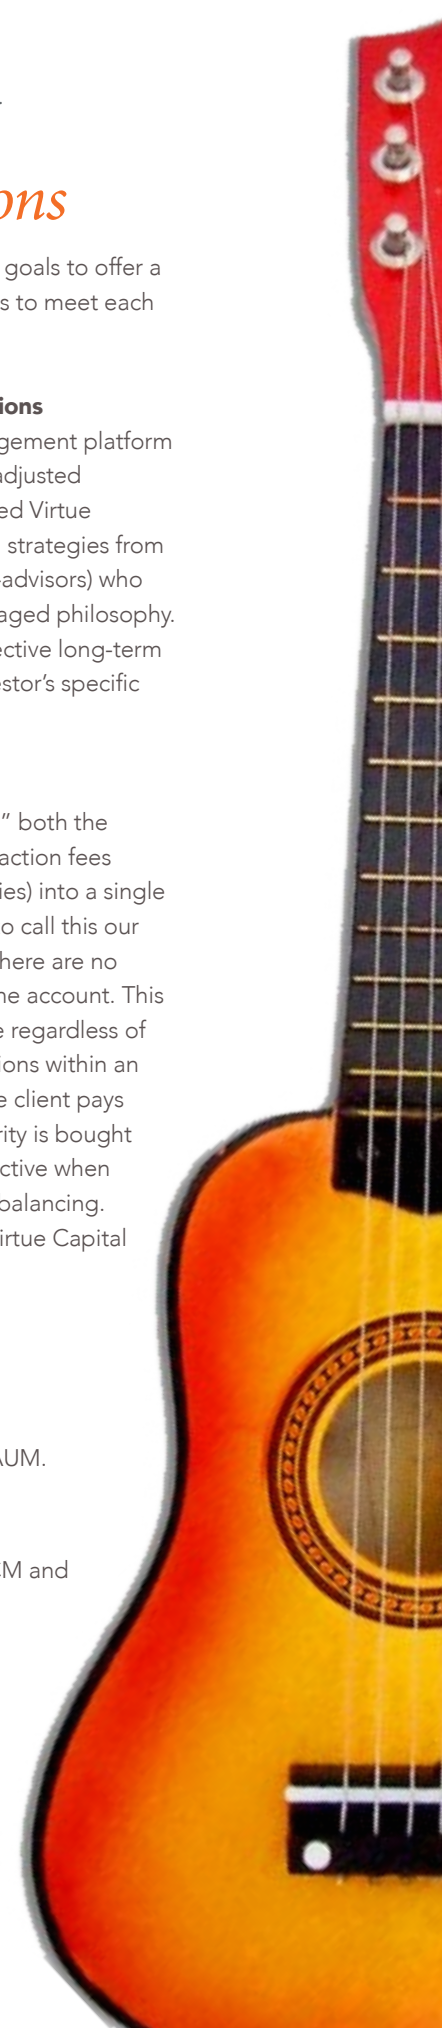 ons
goals to offer a
s to meet each
ions
gement platform
adjusted
ed Virtue
strategies from
-advisors) who
aged philosophy.
ective long-term
estor’s specific
” both the
action fees
ies) into a single
o call this our
here are no
he account. This
e regardless of
ions within an
e client pays
rity is bought
ctive when
balancing.
irtue Capital
AUM.
CM and